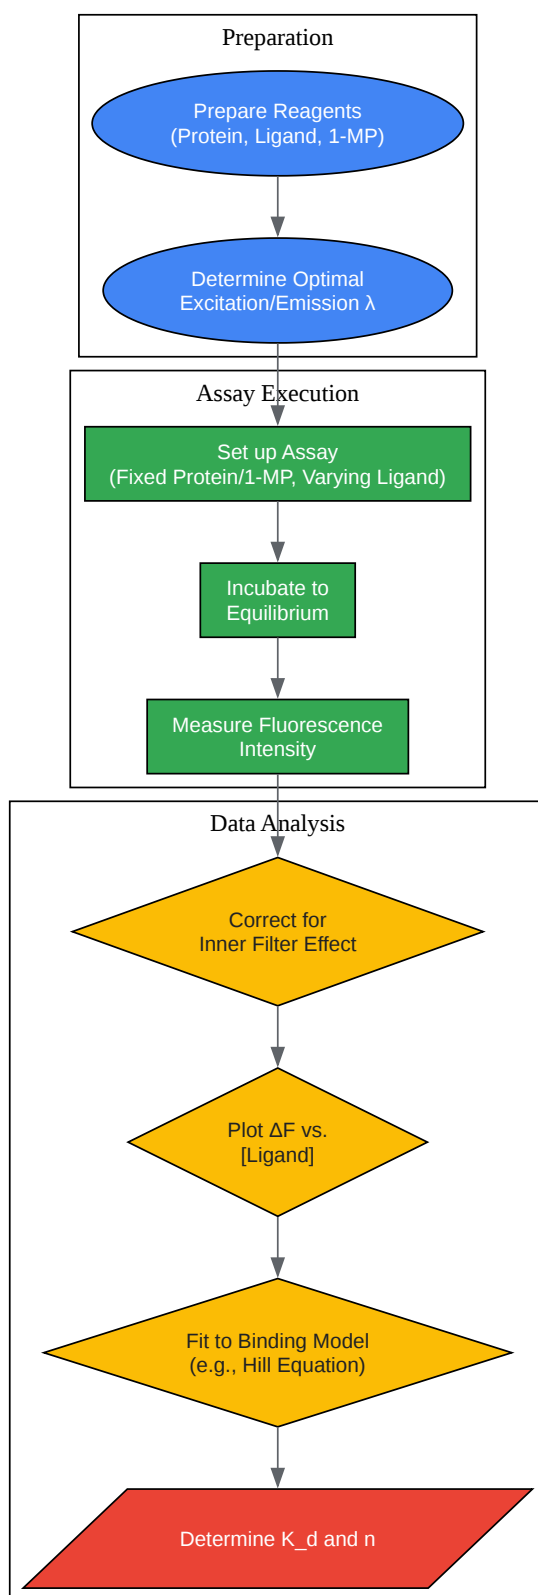 Preparation
Prepare Reagents
(Protein, Ligand, 1-MP)
Determine Optimal
Excitation/Emission λ
Assay Execution
Set up Assay
(Fixed Protein/1-MP, Varying Ligand)
Incubate to
Equilibrium
Measure Fluorescence
Intensity
Data Analysis
Correct for
Inner Filter Effect
Plot ΔF vs.
[Ligand]
Fit to Binding Model
(e.g., Hill Equation)
Determine K_d and n